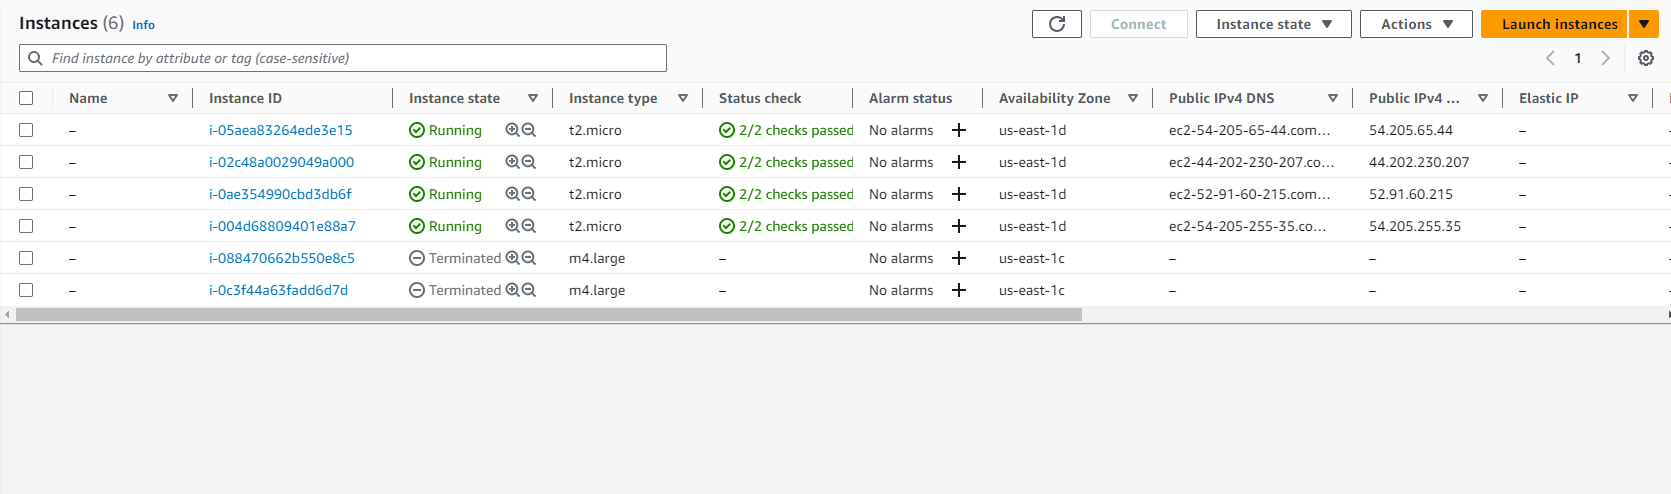 Instances (6) Info
Connect Instance state Actions Launch instances
Find instance by attribute or tag (case-sensitive)
1
Name Instance ID Instance state Instance type Status check Alarm status Availability Zone Public IPv4 DNS Public IPv4 ... Elastic IP
– i-05aea83264ede3e15 Running t2.micro 2/2 checks passed No alarms + us-east-1d ec2-54-205-65-44.com... 54.205.65.44 –
– i-02c48a0029049a000 Running t2.micro 2/2 checks passed No alarms + us-east-1d ec2-44-202-230-207.co... 44.202.230.207 –
– i-0ae354990cbd3db6f Running t2.micro 2/2 checks passed No alarms + us-east-1d ec2-52-91-60-215.com... 52.91.60.215 –
– i-004d68809401e88a7 Running t2.micro 2/2 checks passed No alarms + us-east-1d ec2-54-205-255-35.co... 54.205.255.35 –
– i-088470662b550e8c5 Terminated m4.large – No alarms + us-east-1c – – –
– i-0c3f44a63fadd6d7d Terminated m4.large – No alarms + us-east-1c – – –